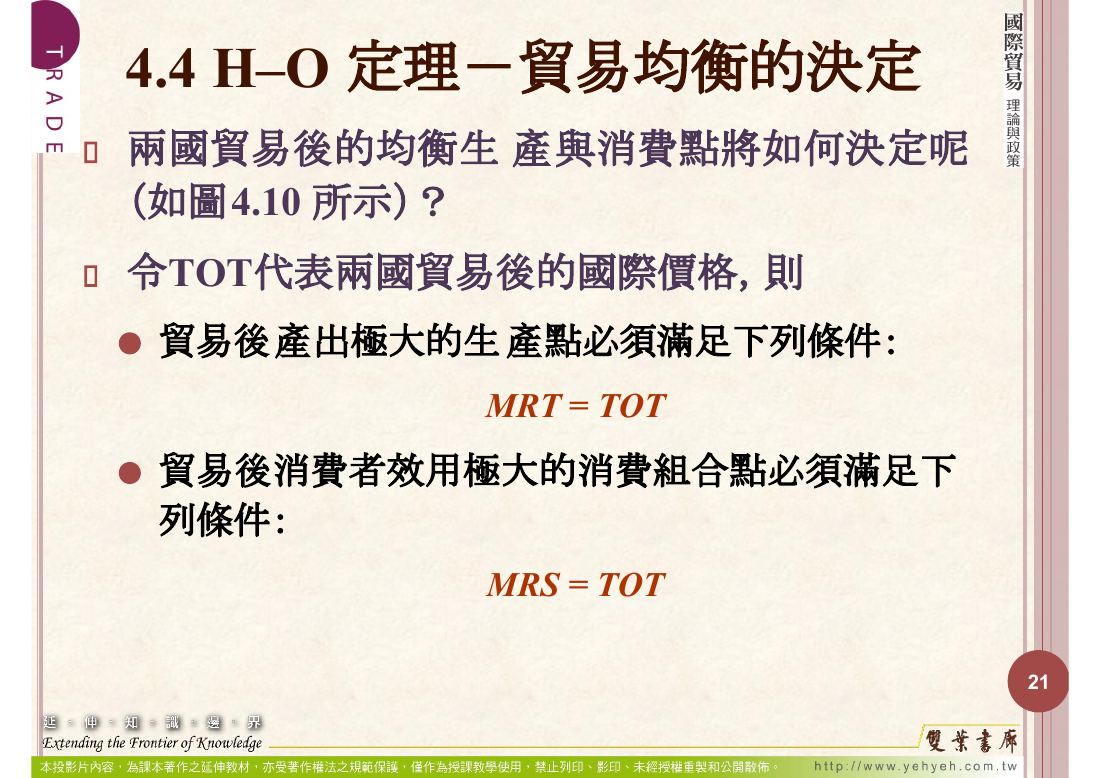 TRADE
國際貿易 理論與政策
4.4 H–O 定理－貿易均衡的決定
兩國貿易後的均衡生 產與消費點將如何決定呢
(如圖4.10 所示)？
令TOT代表兩國貿易後的國際價格, 則
貿易後產出極大的生產點必須滿足下列條件:
MRT = TOT
貿易後消費者效用極大的消費組合點必須滿足下
列條件:
MRS = TOT
21
延‧伸‧知‧識‧邊‧界
Extending the Frontier of Knowledge
雙葉書廊
本投影片內容，為課本著作之延伸教材，亦受著作權法之規範保護，僅作為授課教學使用，禁止列印、影印、未經授權重製和公開散佈。
http://www.yehyeh.com.tw